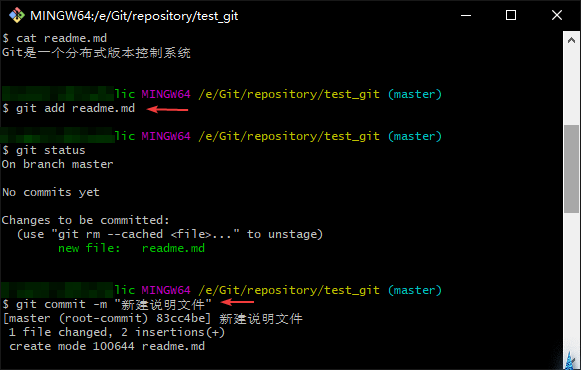 MINGW64:/e/Git/repository/test_git
$ cat readme.md
Git是一个分布式版本控制系统
lic MINGW64 /e/Git/repository/test_git (master)
$ git add readme.md
lic MINGW64 /e/Git/repository/test_git (master)
$ git status
On branch master
No commits yet
Changes to be committed:
(use "git rm --cached <file>..." to unstage)
new file: readme.md
lic MINGW64 /e/Git/repository/test_git (master)
$ git commit -m "新建说明文件"
[master (root-commit) 83cc4be] 新建说明文件
1 file changed, 2 insertions(+)
create mode 100644 readme.md